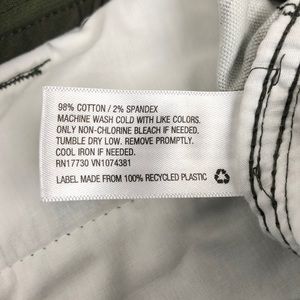 98% COTTON / 2% SPANDEX
MACHINE WASH COLD WITH LIKE COLORS.
ONLY NON-CHLORINE BLEACH IF NEEDED.
TUMBLE DRY LOW. REMOVE PROMPTLY.
COOL IRON IF NEEDED.
RN17730 VN1074381
LABEL MADE FROM 100% RECYCLED PLASTIC